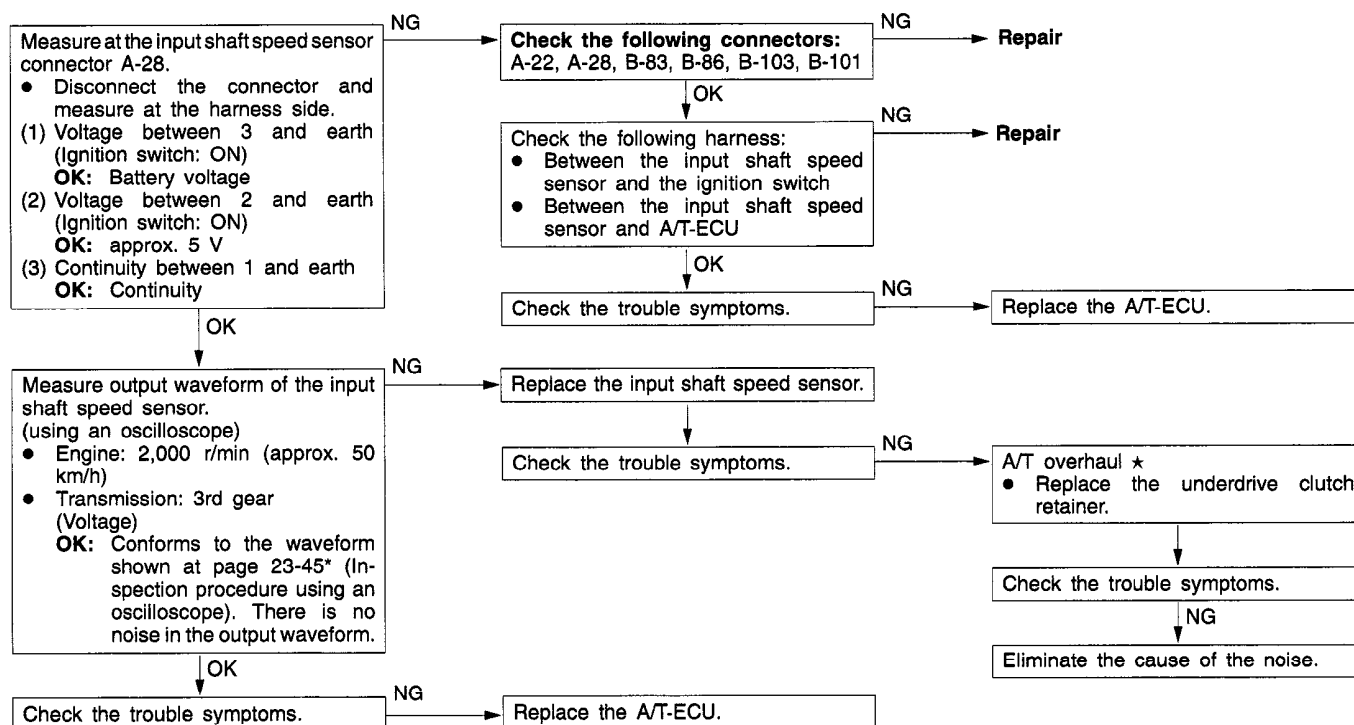 Measure at the input shaft speed sensor
connector A-28.
● Disconnect the connector and
measure at the harness side.
(1) Voltage between 3 and earth
(Ignition switch: ON)
OK: Battery voltage
(2) Voltage between 2 and earth
(Ignition switch: ON)
OK: approx. 5 V
(3) Continuity between 1 and earth
OK: Continuity
NG
Check the following connectors:
A-22, A-28, B-83, B-86, B-103, B-101
NG
Repair
OK
Check the following harness:
● Between the input shaft speed
sensor and the ignition switch
● Between the input shaft speed
sensor and A/T-ECU
NG
Repair
OK
Check the trouble symptoms.
NG
Replace the A/T-ECU.
OK
Measure output waveform of the input
shaft speed sensor.
(using an oscilloscope)
● Engine: 2,000 r/min (approx. 50
km/h)
● Transmission: 3rd gear
(Voltage)
OK: Conforms to the waveform
shown at page 23-45* (In-
spection procedure using an
oscilloscope). There is no
noise in the output waveform.
NG
Replace the input shaft speed sensor.
Check the trouble symptoms.
NG
A/T overhaul ★
● Replace the underdrive clutch
retainer.
Check the trouble symptoms.
NG
Eliminate the cause of the noise.
OK
Check the trouble symptoms.
NG
Replace the A/T-ECU.